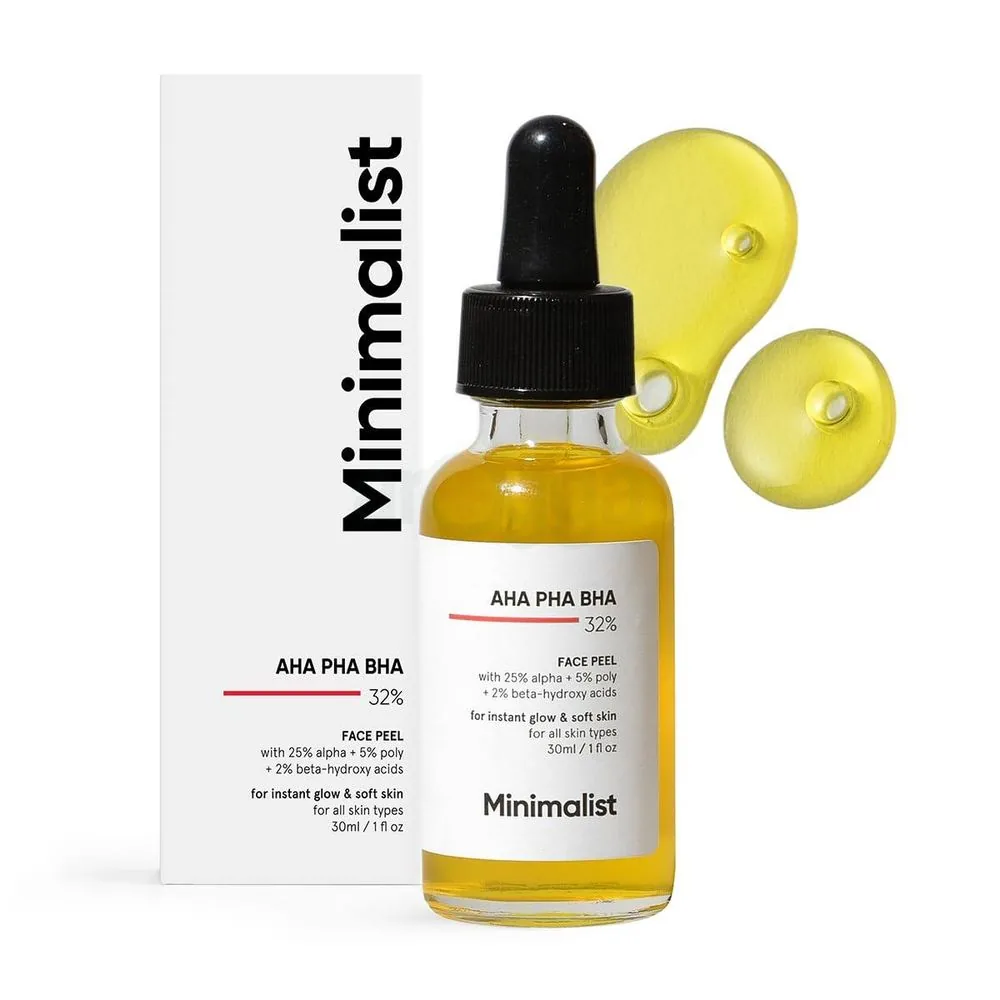 Minimalist
AHA PHA BHA
32%
FACE PEEL
with 25% alpha + 5% poly
+ 2% beta-hydroxy acids
for instant glow & soft skin
for all skin types
30ml / 1 fl oz
AHA PHA BHA
32%
FACE PEEL
with 25% alpha + 5% poly
+ 2% beta-hydroxy acids
for instant glow & soft skin
for all skin types
30ml / 1 fl oz
Minimalist